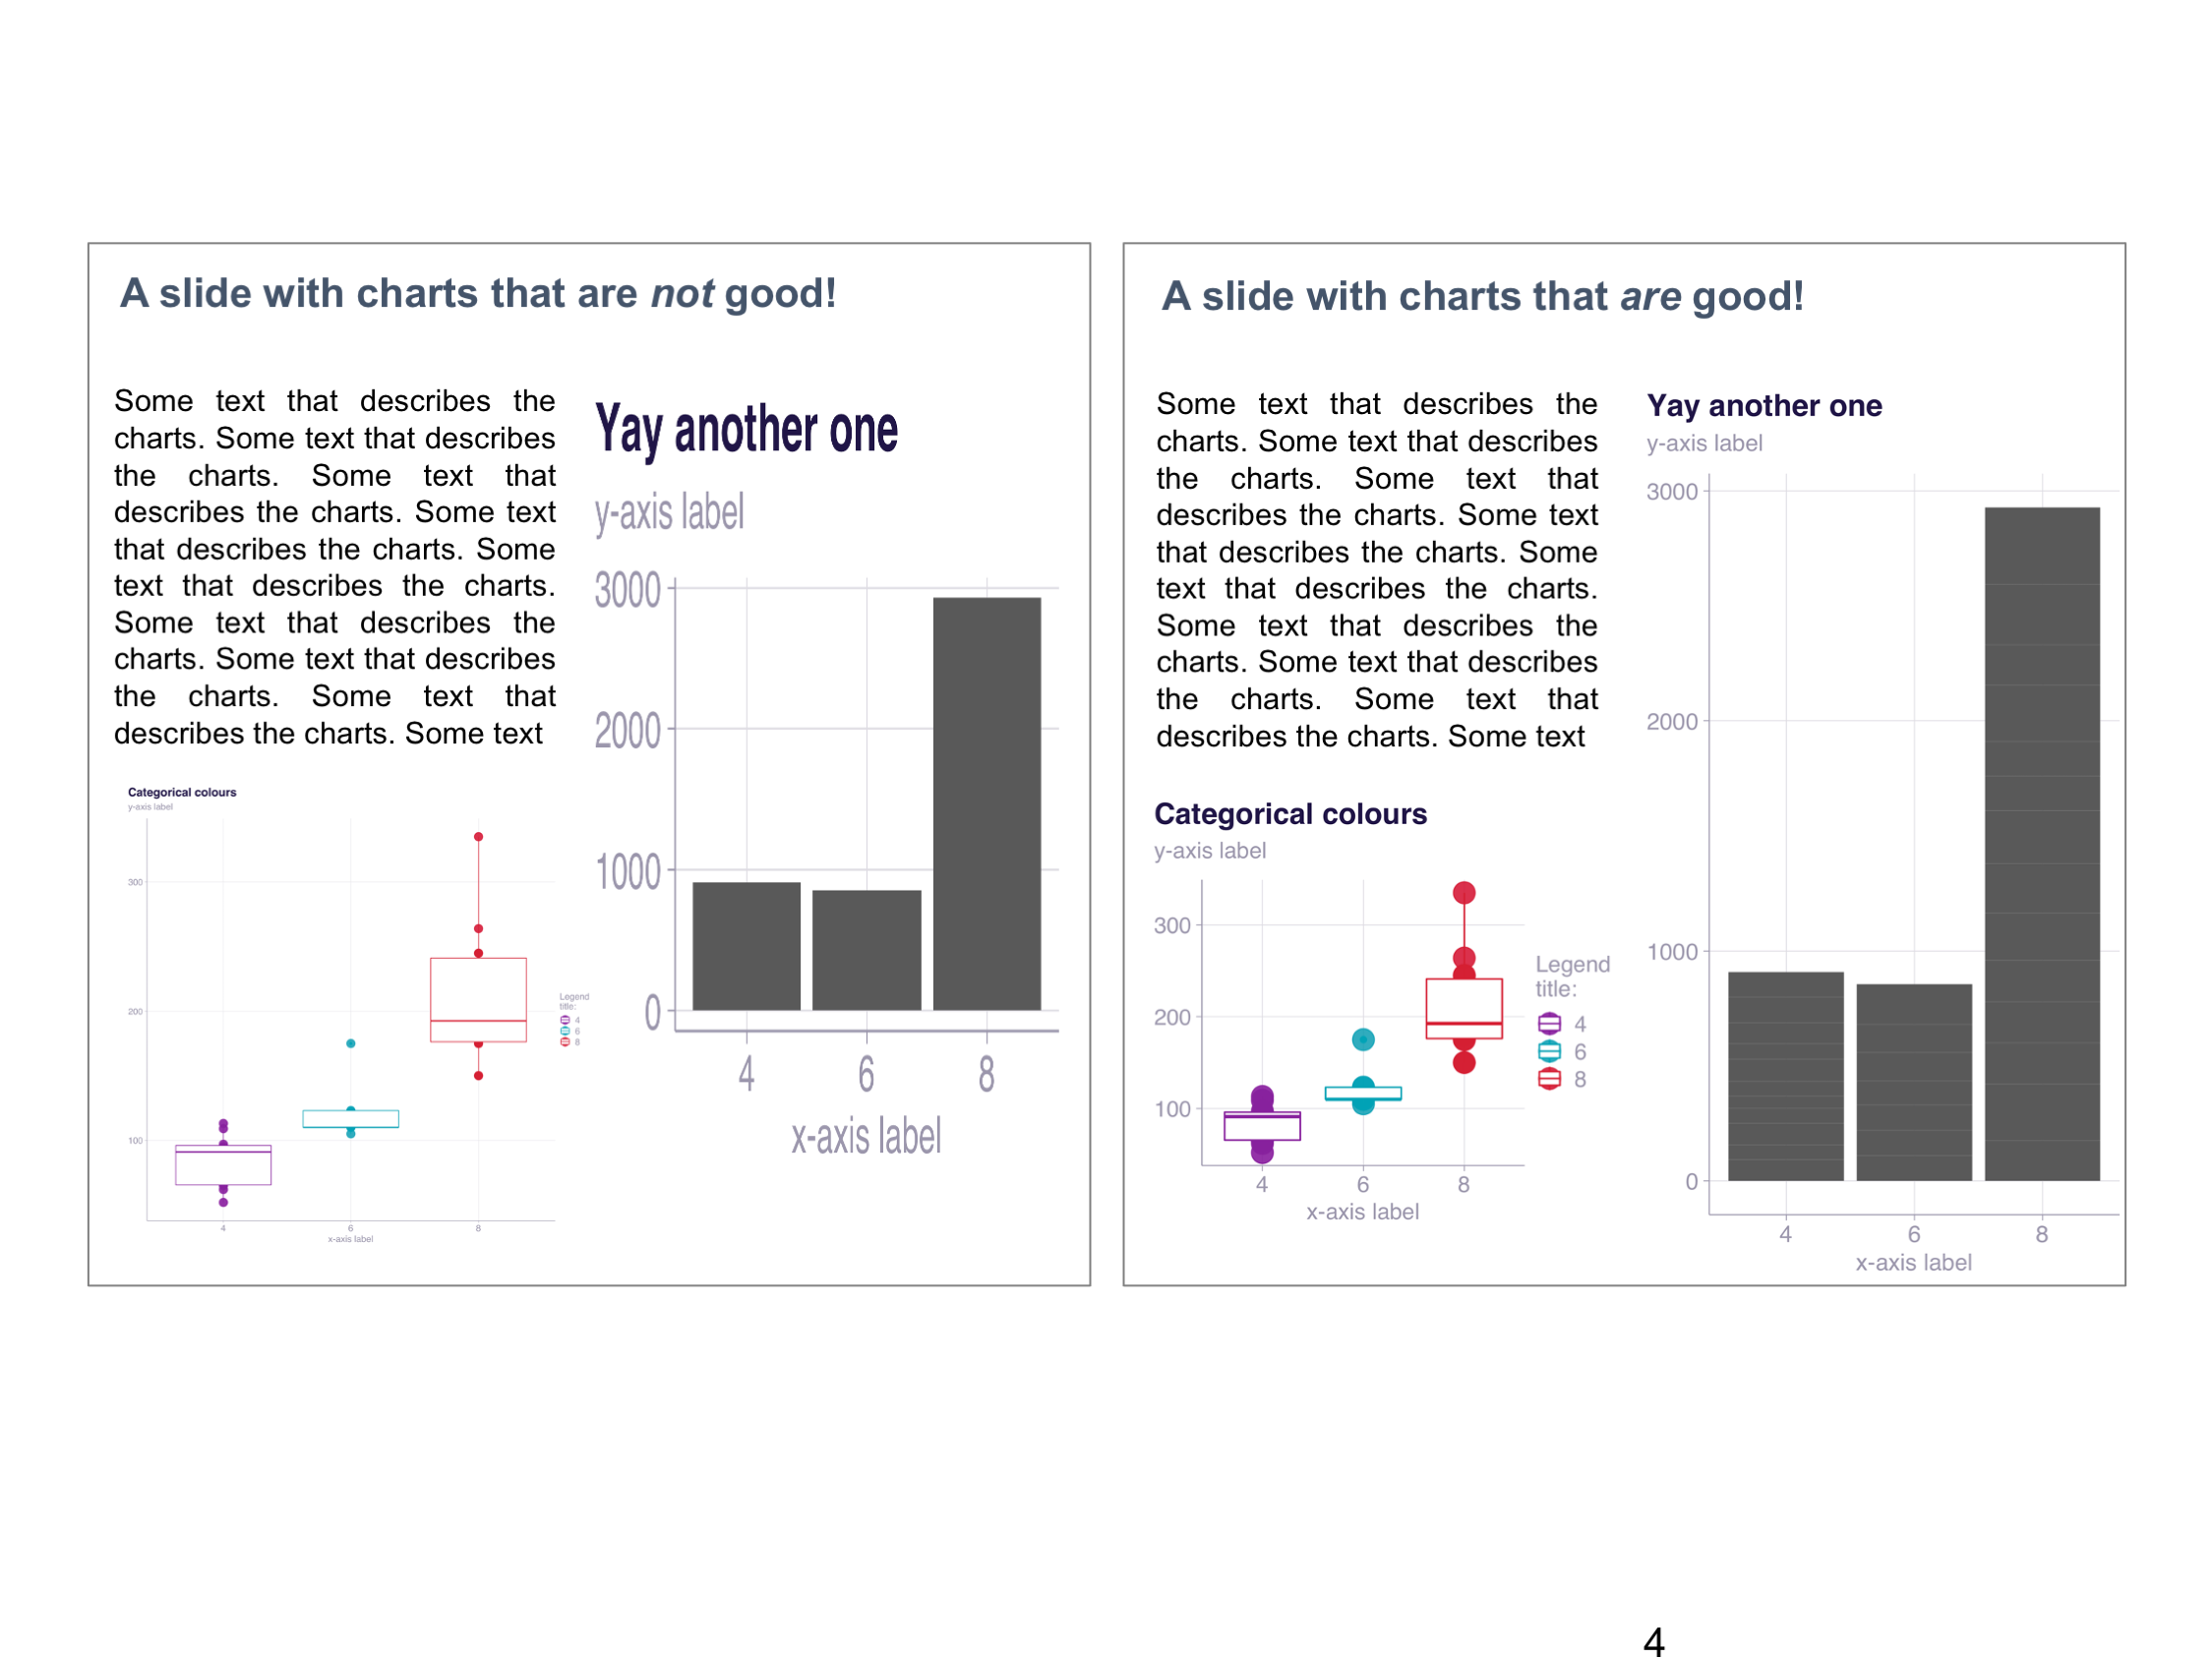 A slide with charts that are not good!
Some text that describes the
charts. Some text that describes
the charts. Some text that
describes the charts. Some text
that describes the charts. Some
text that describes the charts.
Some text that describes the
charts. Some text that describes
the charts. Some text that
describes the charts. Some text
Categorical colours
y-axis label
300
200
100
4
6
8
x-axis label
Legend
title:
4
6
8
Yay another one
y-axis label
3000
2000
1000
0
4
6
8
x-axis label
A slide with charts that are good!
Some text that describes the
charts. Some text that describes
the charts. Some text that
describes the charts. Some text
that describes the charts. Some
text that describes the charts.
Some text that describes the
charts. Some text that describes
the charts. Some text that
describes the charts. Some text
Categorical colours
y-axis label
300
200
100
4
6
8
x-axis label
Legend
title:
4
6
8
Yay another one
y-axis label
3000
2000
1000
0
4
6
8
x-axis label
4